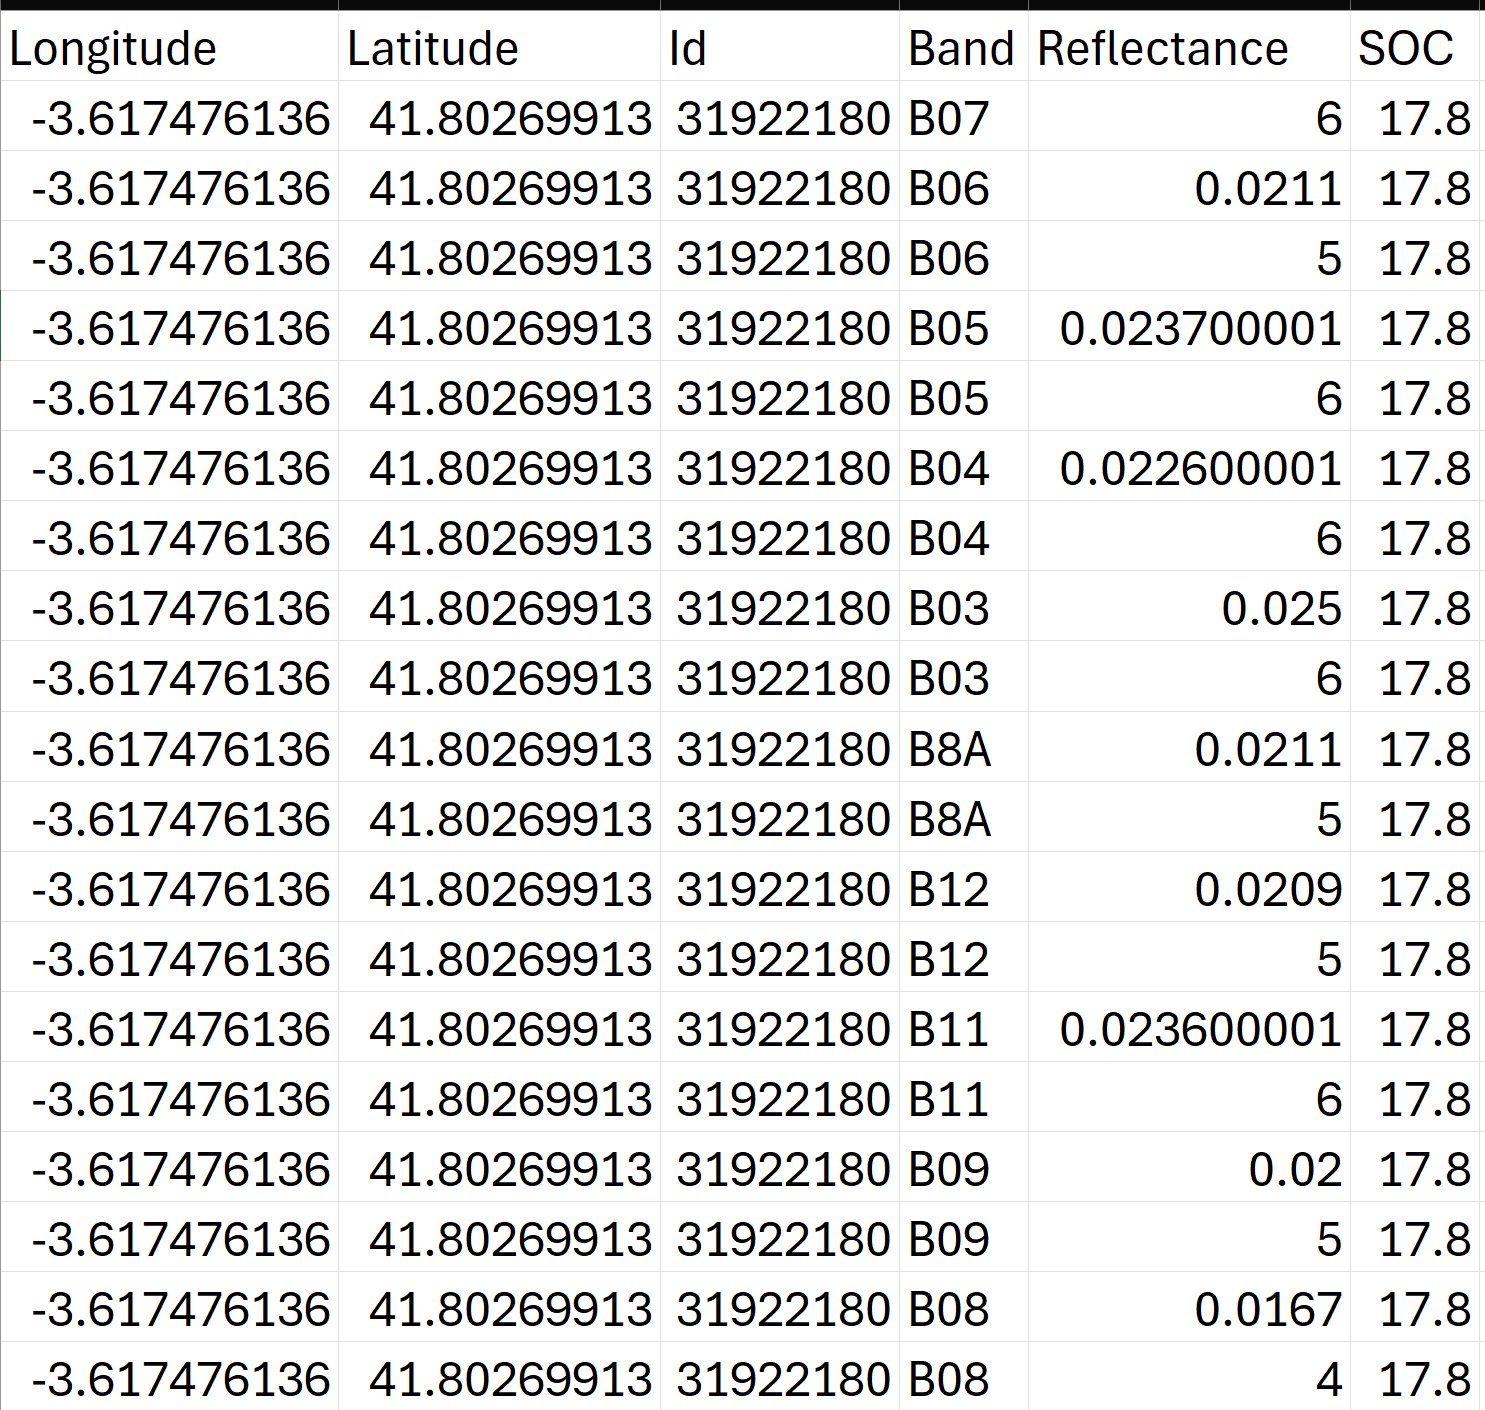 Longitude Latitude Id Band Reflectance SOC
-3.617476136 41.80269913 31922180 B07 6 17.8
-3.617476136 41.80269913 31922180 B06 0.0211 17.8
-3.617476136 41.80269913 31922180 B06 5 17.8
-3.617476136 41.80269913 31922180 B05 0.023700001 17.8
-3.617476136 41.80269913 31922180 B05 6 17.8
-3.617476136 41.80269913 31922180 B04 0.022600001 17.8
-3.617476136 41.80269913 31922180 B04 6 17.8
-3.617476136 41.80269913 31922180 B03 0.025 17.8
-3.617476136 41.80269913 31922180 B03 6 17.8
-3.617476136 41.80269913 31922180 B8A 0.0211 17.8
-3.617476136 41.80269913 31922180 B8A 5 17.8
-3.617476136 41.80269913 31922180 B12 0.0209 17.8
-3.617476136 41.80269913 31922180 B12 5 17.8
-3.617476136 41.80269913 31922180 B11 0.023600001 17.8
-3.617476136 41.80269913 31922180 B11 6 17.8
-3.617476136 41.80269913 31922180 B09 0.02 17.8
-3.617476136 41.80269913 31922180 B09 5 17.8
-3.617476136 41.80269913 31922180 B08 0.0167 17.8
-3.617476136 41.80269913 31922180 B08 4 17.8